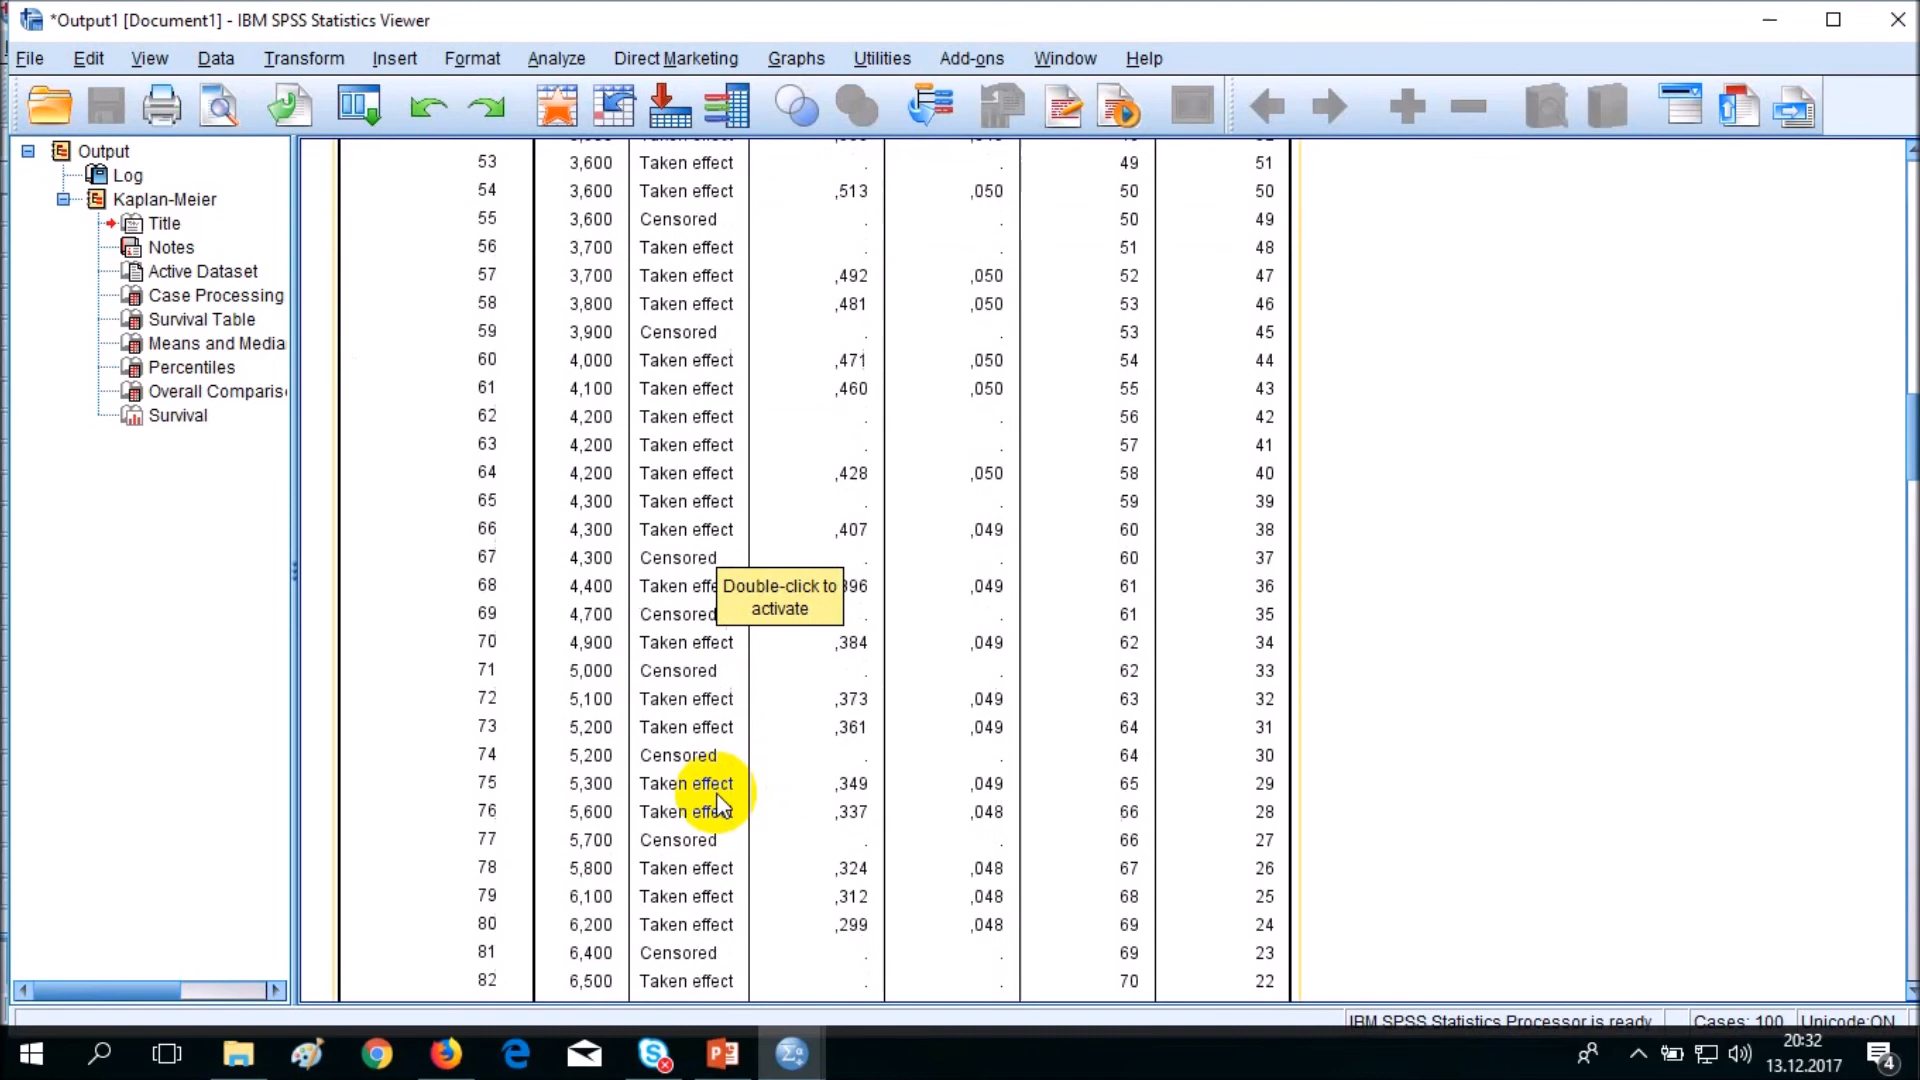 *Output1 [Document1] - IBM SPSS Statistics Viewer
File Edit View Data Transform Insert Format Analyze Direct Marketing Graphs Utilities Add-ons Window Help
Output
Log
Kaplan-Meier
Title
Notes
Active Dataset
Case Processing
Survival Table
Means and Media
Percentiles
Overall Comparis
Survival
53 3,600 Taken effect . . 49 51
54 3,600 Taken effect ,513 ,050 50 50
55 3,600 Censored . . 50 49
56 3,700 Taken effect . . 51 48
57 3,700 Taken effect ,492 ,050 52 47
58 3,800 Taken effect ,481 ,050 53 46
59 3,900 Censored . . 53 45
60 4,000 Taken effect ,471 ,050 54 44
61 4,100 Taken effect ,460 ,050 55 43
62 4,200 Taken effect . . 56 42
63 4,200 Taken effect . . 57 41
64 4,200 Taken effect ,428 ,050 58 40
65 4,300 Taken effect . . 59 39
66 4,300 Taken effect ,407 ,049 60 38
67 4,300 Censored . . 60 37
68 4,400 Taken effe 396 ,049 61 36
69 4,700 Censored . . 61 35
70 4,900 Taken effect ,384 ,049 62 34
71 5,000 Censored . . 62 33
72 5,100 Taken effect ,373 ,049 63 32
73 5,200 Taken effect ,361 ,049 64 31
74 5,200 Censored . . 64 30
75 5,300 Taken effect ,349 ,049 65 29
76 5,600 Taken effect ,337 ,048 66 28
77 5,700 Censored . . 66 27
78 5,800 Taken effect ,324 ,048 67 26
79 6,100 Taken effect ,312 ,048 68 25
80 6,200 Taken effect ,299 ,048 69 24
81 6,400 Censored . . 69 23
82 6,500 Taken effect . . 70 22
Double-click to
activate
IBM SPSS Statistics Processor is ready Cases: 100 Unicode:ON
20:32
13.12.2017
4